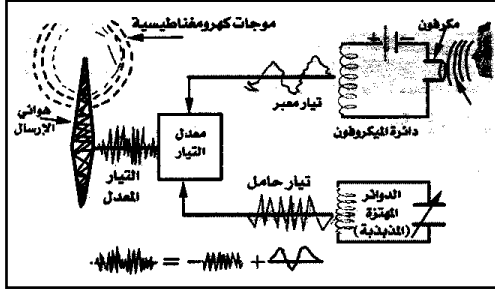 موجات كهرومغناطيسية
مكرفون
+
هوائي
الإرسال
تيار معبر
دائرة الميكروفون
معدل
التيار
التيار
المعدل
تيار حامل
الدوائر
المهتزة
(المذبذبة)
= +